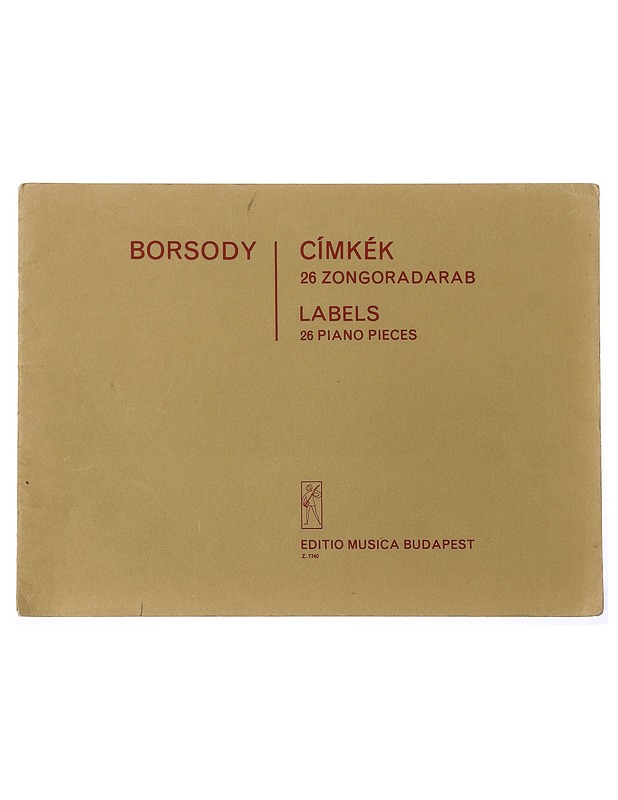 BORSODY
CÍMKÉK
26 ZONGORADARAB
LABELS
26 PIANO PIECES
EDITIO MUSICA BUDAPEST
Z. 7740